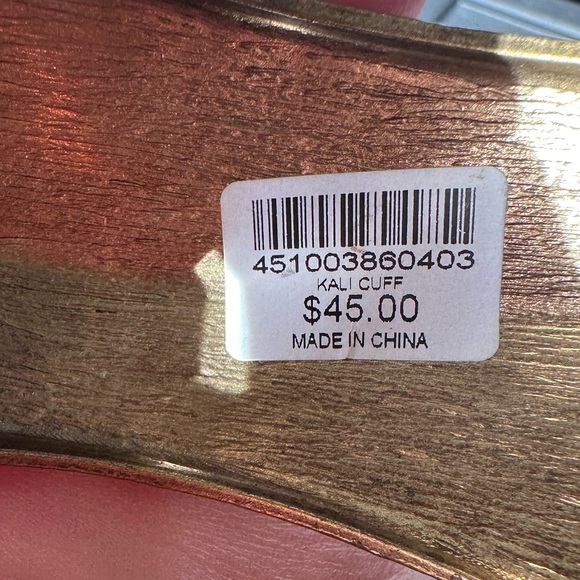 451003860403
KALI CUFF
$45.00
MADE IN CHINA